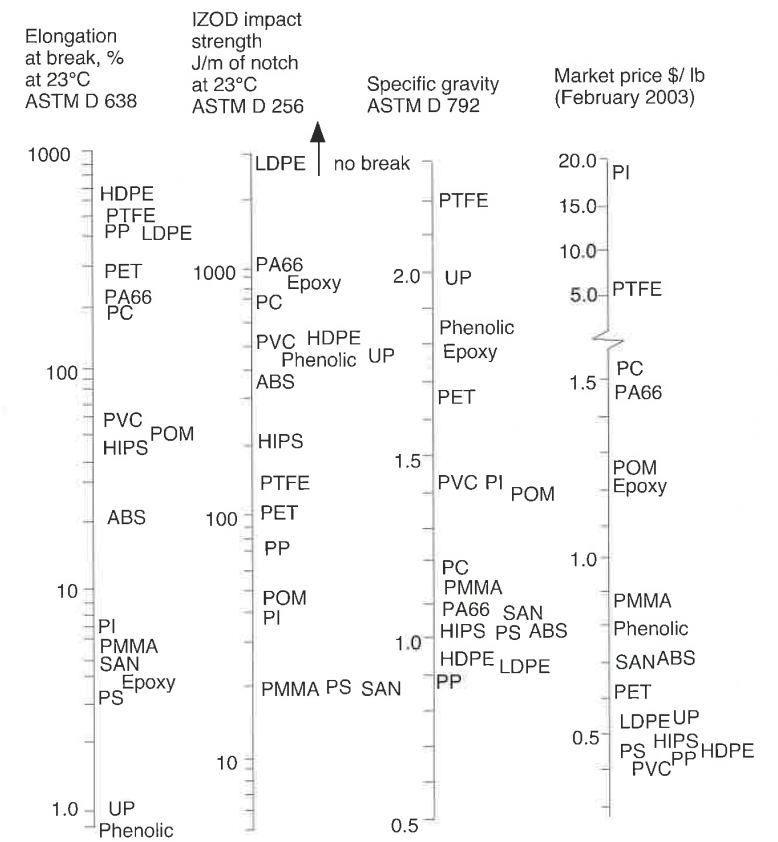 Elongation
at break, %
at 23°C
ASTM D 638
1000
HDPE
PTFE
PP LDPE
PET
PA66
PC
100
PVC
POM
HIPS
ABS
10
PI
PMMA
SAN
Epoxy
PS
1.0
UP
Phenolic
IZOD impact
strength
J/m of notch
at 23°C
ASTM D 256
LDPE no break
1000
PA66
Epoxy
PC
PVC HDPE
Phenolic UP
ABS
HIPS
PTFE
100
PET
PP
POM
PI
PMMA PS SAN
10
Specific gravity
ASTM D 792
PTFE
2.0
UP
Phenolic
Epoxy
PET
1.5
PVC PI POM
PC
PMMA
PA66 SAN
1.0
HIPS PS ABS
HDPE LDPE
PP
0.5
Market price $/ lb
(February 2003)
20.0
PI
15.0
10.0
5.0
PTFE
PC
1.5
PA66
POM
Epoxy
1.0
PMMA
Phenolic
SAN ABS
PET
LDPE UP
0.5
HIPS
PS PP HDPE
PVC